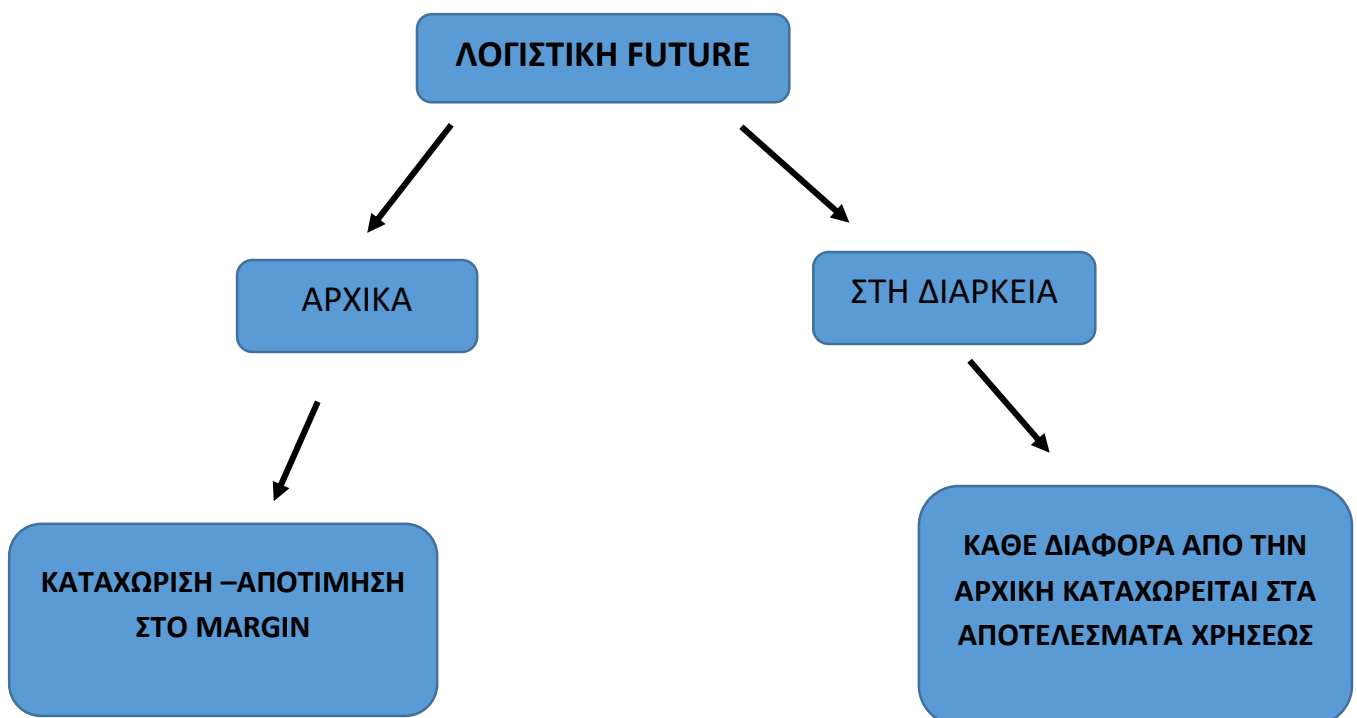 ΛΟΓΙΣΤΙΚΗ FUTURE
ΑΡΧΙΚΑ
ΣΤΗ ΔΙΑΡΚΕΙΑ
ΚΑΤΑΧΩΡΙΣΗ –ΑΠΟΤΙΜΗΣΗ
ΣΤΟ MARGIN
ΚΑΘΕ ΔΙΑΦΟΡΑ ΑΠΟ ΤΗΝ
ΑΡΧΙΚΗ ΚΑΤΑΧΩΡΕΙΤΑΙ ΣΤΑ
ΑΠΟΤΕΛΕΣΜΑΤΑ ΧΡΗΣΕΩΣ